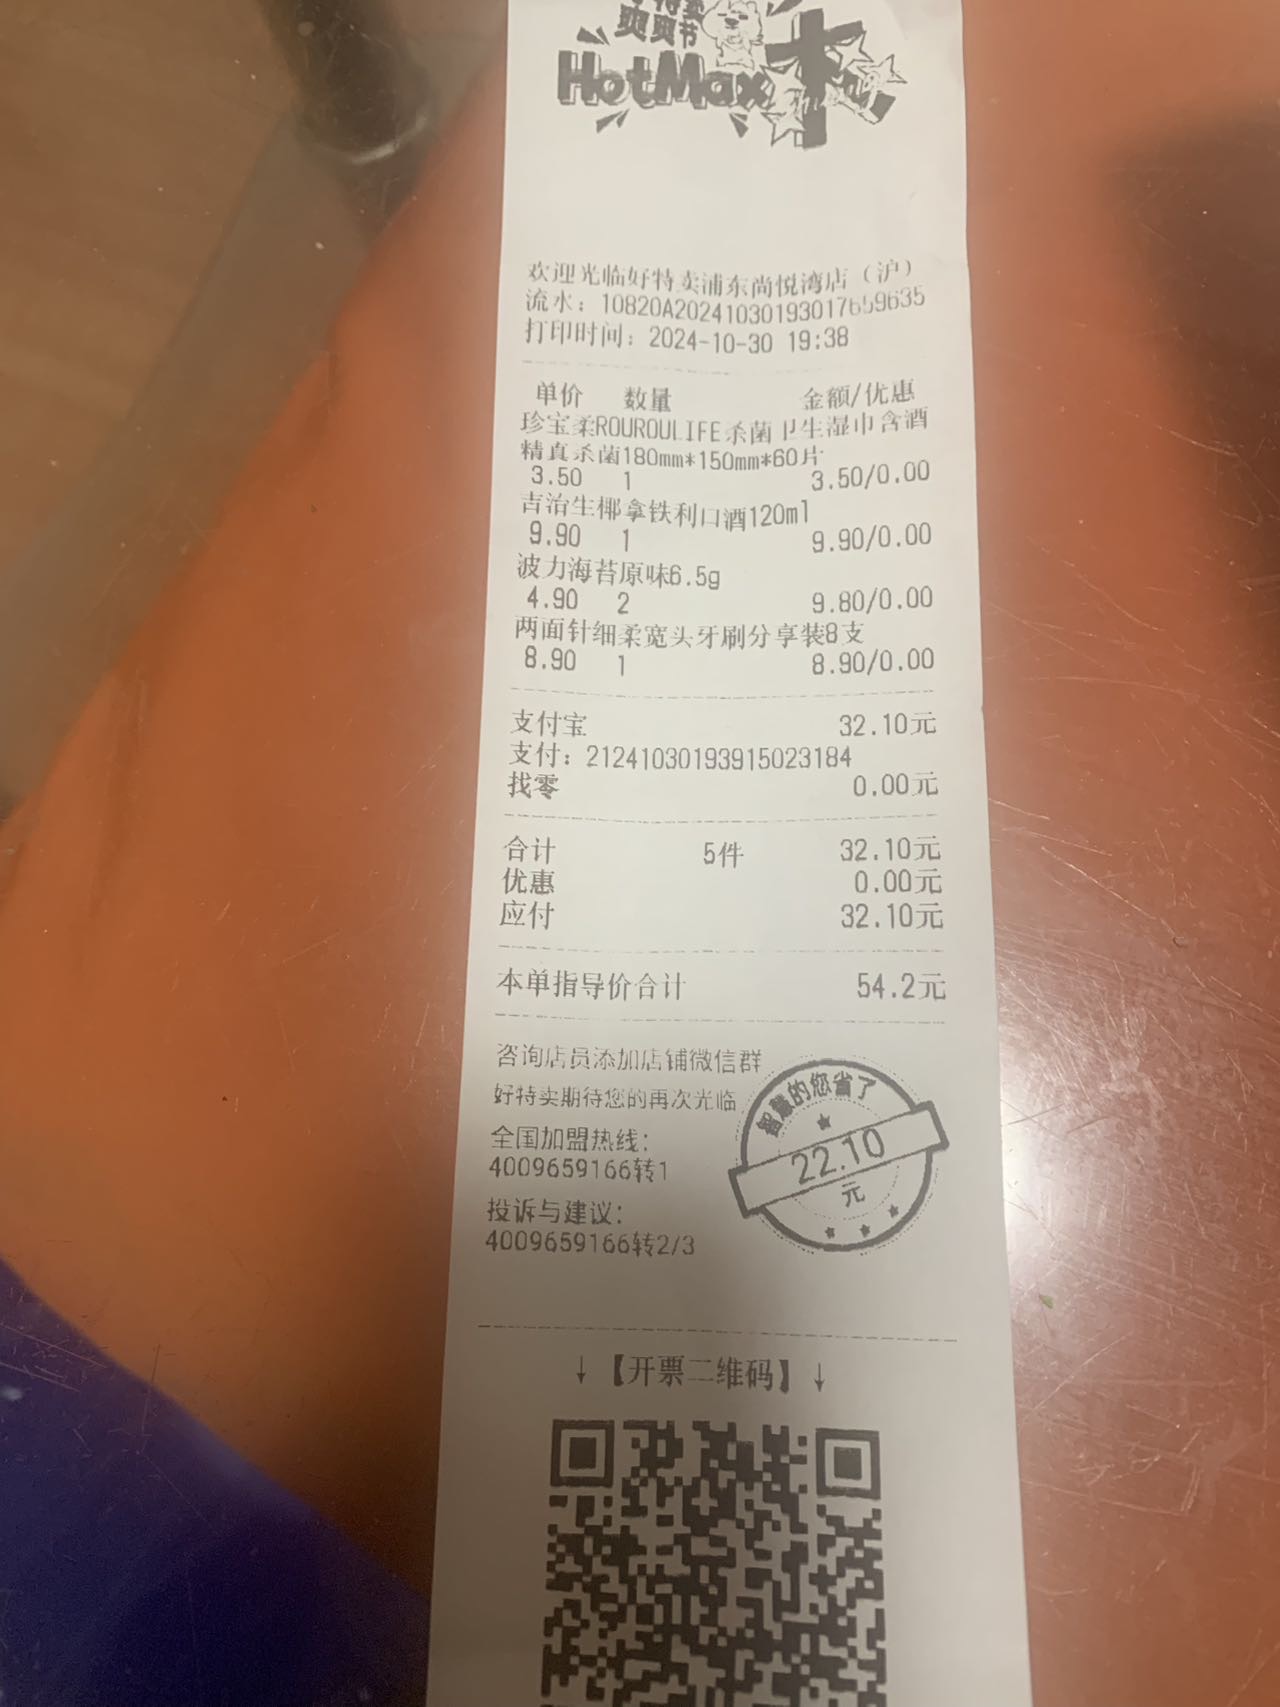 爽爽节
HotMax
欢迎光临好特卖浦东尚悦湾店（沪）
流水：10820A20241030193017659635
打印时间：2024-10-30 19:38
单价 数量 金额/优惠
珍宝柔ROUROULIFE杀菌卫生湿巾含酒
精真杀菌180mm*150mm*60片
3.50 1 3.50/0.00
吉治生椰拿铁利口酒120ml
9.90 1 9.90/0.00
波力海苔原味6.5g
4.90 2 9.80/0.00
两面针细柔宽头牙刷分享装8支
8.90 1 8.90/0.00
支付宝 32.10元
支付：212410301939150231​84
找零 0.00元
合计 5件 32.10元
优惠 0.00元
应付 32.10元
本单指导价合计 54.2元
咨询店员添加店铺微信群
好特卖期待您的再次光临
全国加盟热线：
4009659166转1
投诉与建议：
4009659166转2/3
智慧的您省了
22.10
元
↓【开票二维码】↓